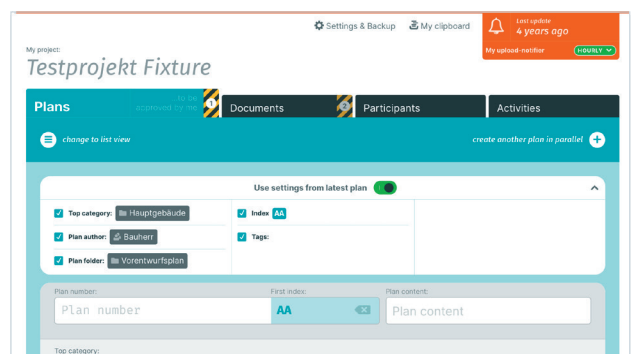 Settings & Backup
My clipboard
Last update
4 years ago
My project:
My upload-notifier
HOURLY
Testprojekt Fixture
Plans
to be
approved by me
1
Documents
2
Participants
Activities
change to list view
create another plan in parallel
Use settings from latest plan
Top category: Hauptgebäude
Index AA
Plan author: Bauherr
Tags:
Plan folder: Vorentwurfsplan
Plan number:
First index:
Plan content:
Plan number
AA
Plan content
Top category: